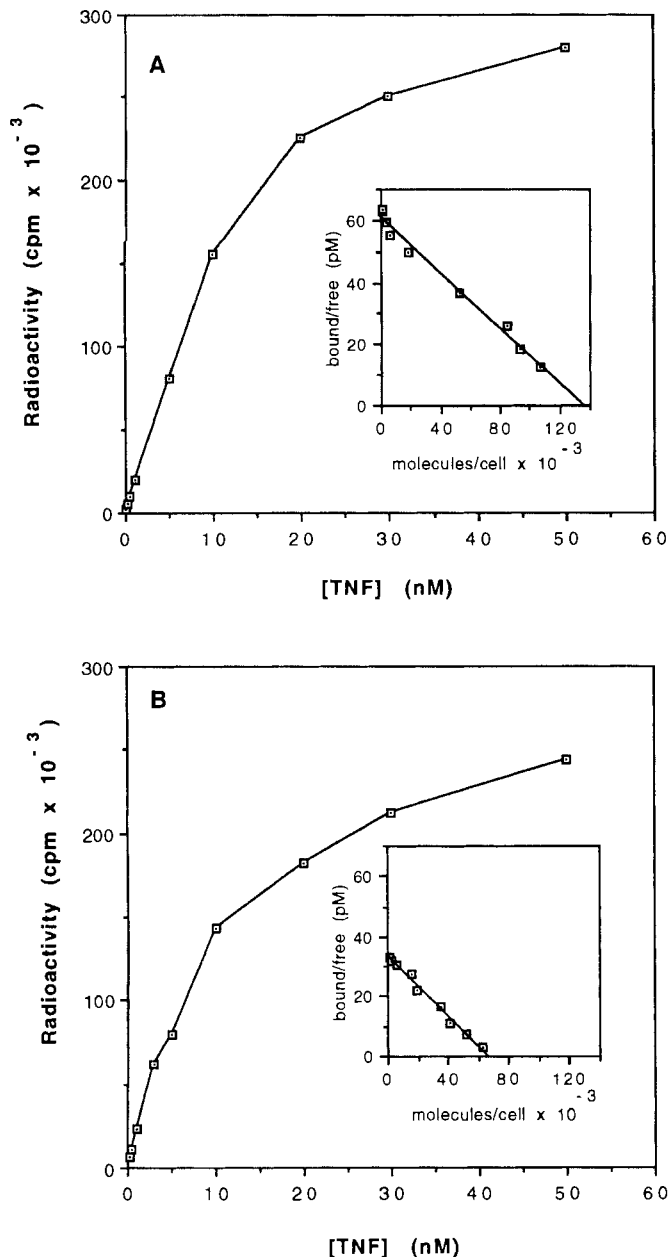 300
A
200
100
0
Radioactivity (cpm x 10 -3 )
60
40
20
0
bound/free (pM)
0 40 80 120
molecules/cell x 10 -3
0 10 20 30 40 50 60
[TNF] (nM)
300
B
200
100
0
Radioactivity (cpm x 10 -3 )
60
40
20
0
bound/free (pM)
0 40 80 120
molecules/cell x 10 -3
0 10 20 30 40 50 60
[TNF] (nM)